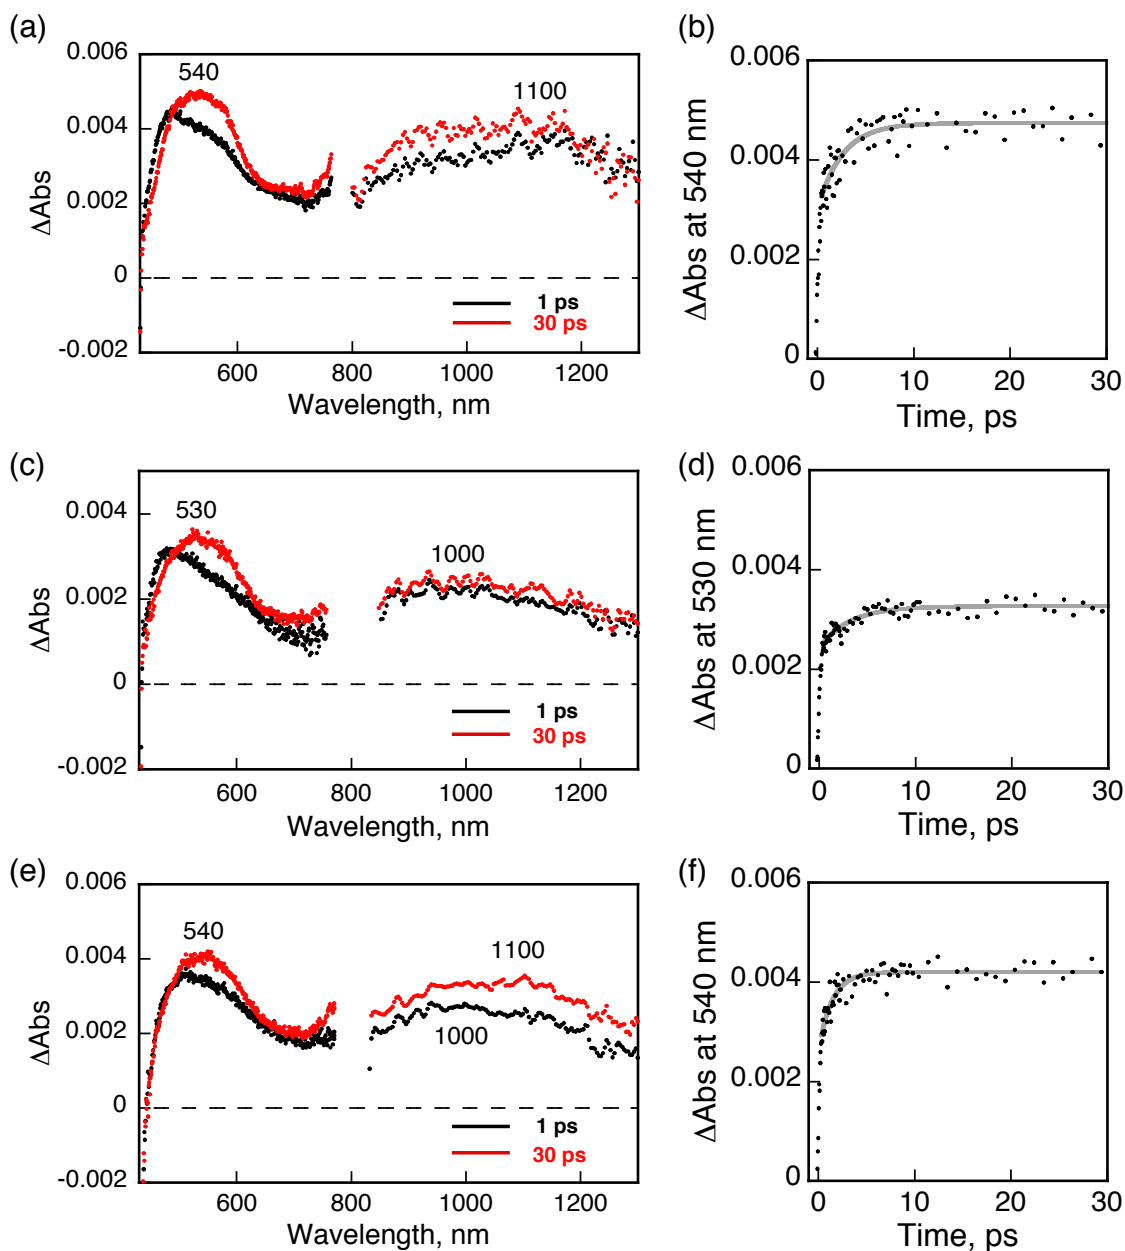 (a)
0.006
0.004
0.002
0
-0.002
ΔAbs
540
1100
1 ps
30 ps
600 800 1000 1200
Wavelength, nm
(b)
0.006
0.004
0.002
0
ΔAbs at 540 nm
0 10 20 30
Time, ps
(c)
0.004
0.002
0
-0.002
ΔAbs
530
1000
1 ps
30 ps
600 800 1000 1200
Wavelength, nm
(d)
0.006
0.004
0.002
0
ΔAbs at 530 nm
0 10 20 30
Time, ps
(e)
0.006
0.004
0.002
0
-0.002
ΔAbs
540
1100
1000
1 ps
30 ps
600 800 1000 1200
Wavelength, nm
(f)
0.006
0.004
0.002
0
ΔAbs at 540 nm
0 10 20 30
Time, ps